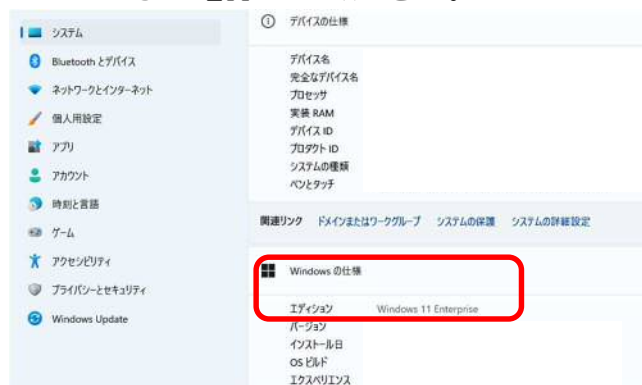 システム
Bluetooth とデバイス
ネットワークとインターネット
個人用設定
アプリ
アカウント
時刻と言語
ゲーム
アクセシビリティ
プライバシーとセキュリティ
Windows Update
デバイスの仕様
デバイス名
完全なデバイス名
プロセッサ
実装 RAM
デバイス ID
プロダクト ID
システムの種類
ペンとタッチ
関連リンク ドメインまたはワークグループ システムの保護 システムの詳細設定
Windows の仕様
エディション Windows 11 Enterprise
バージョン
インストール日
OS ビルド
エクスペリエンス